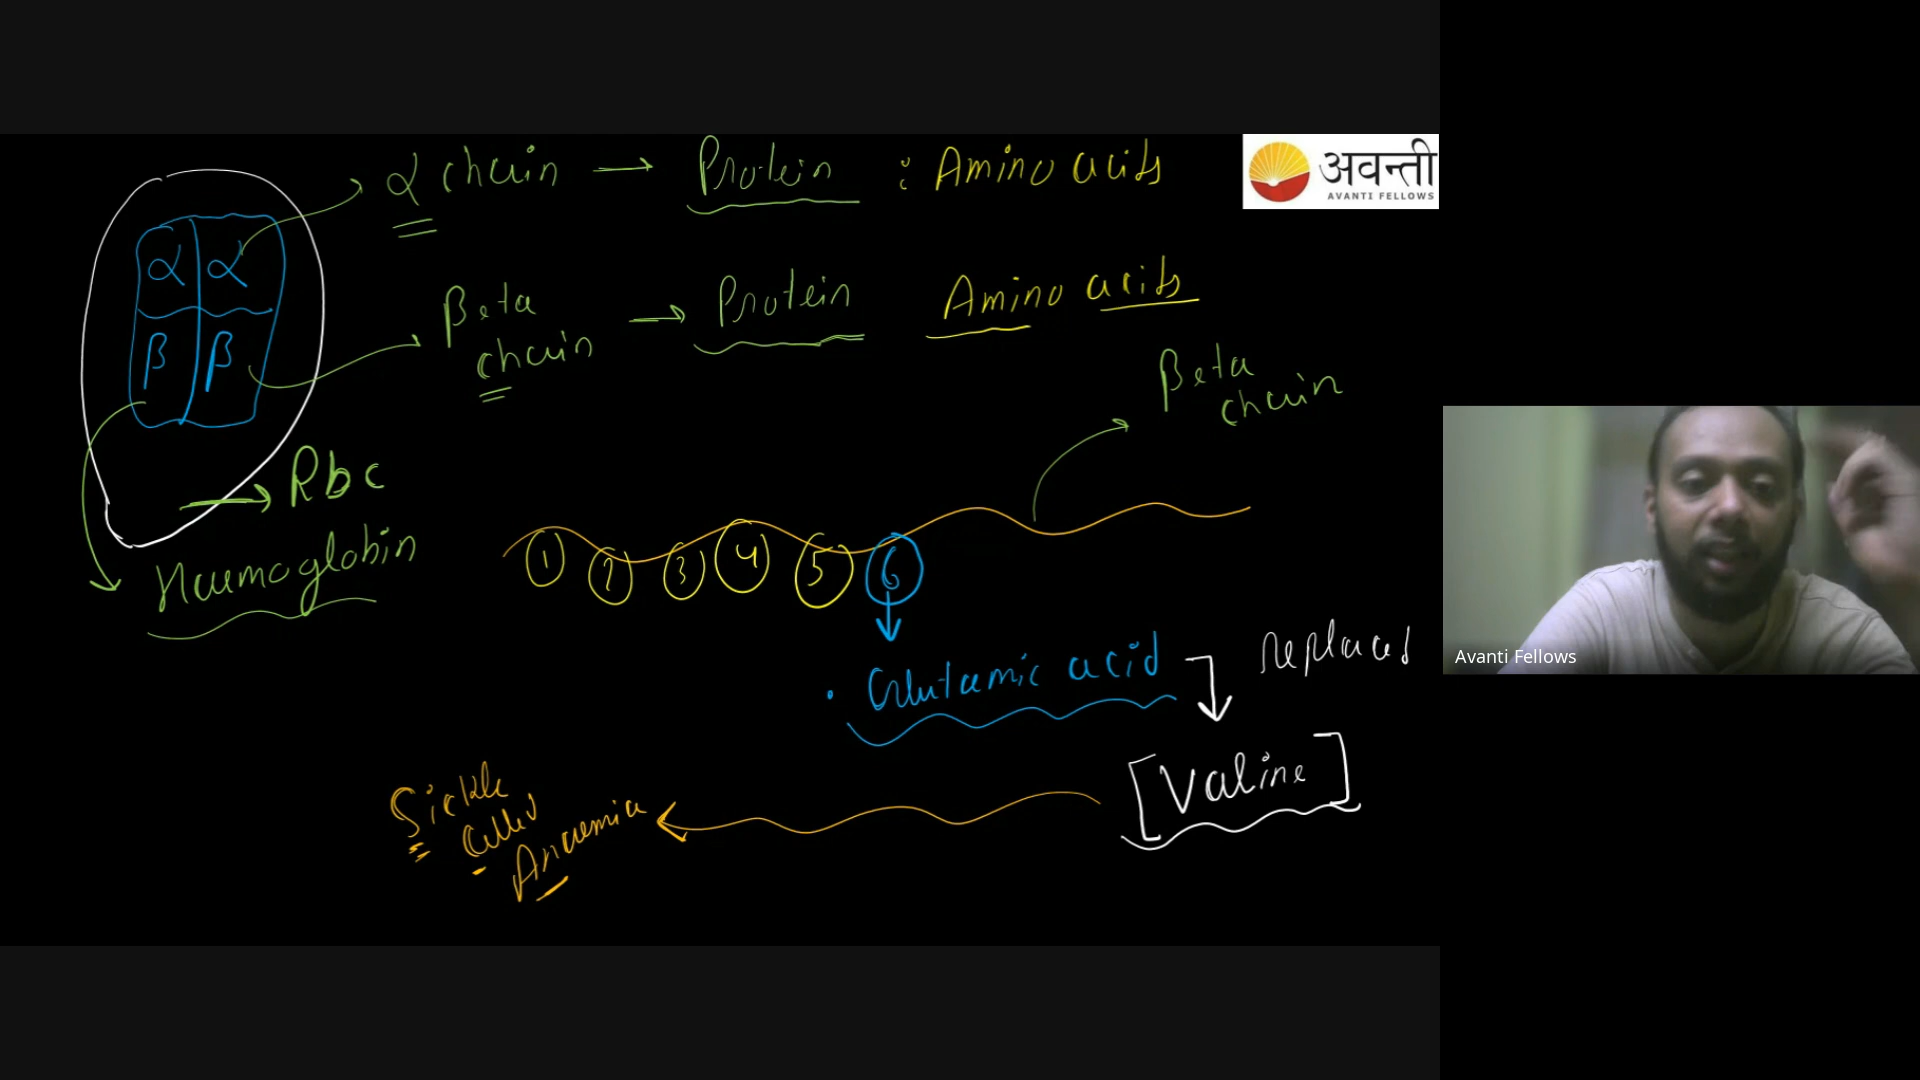 α chain → Protein : Amino acids
अवन्ती
AVANTI FELLOWS
α α
β β
Beta chain → Protein Amino acids
Beta
chain
→ Rbc
Haemoglobin
1 2 3 4 5 6
Glutamic acid
replaced
[Valine]
Sickle
Celled
Anaemia
Avanti Fellows